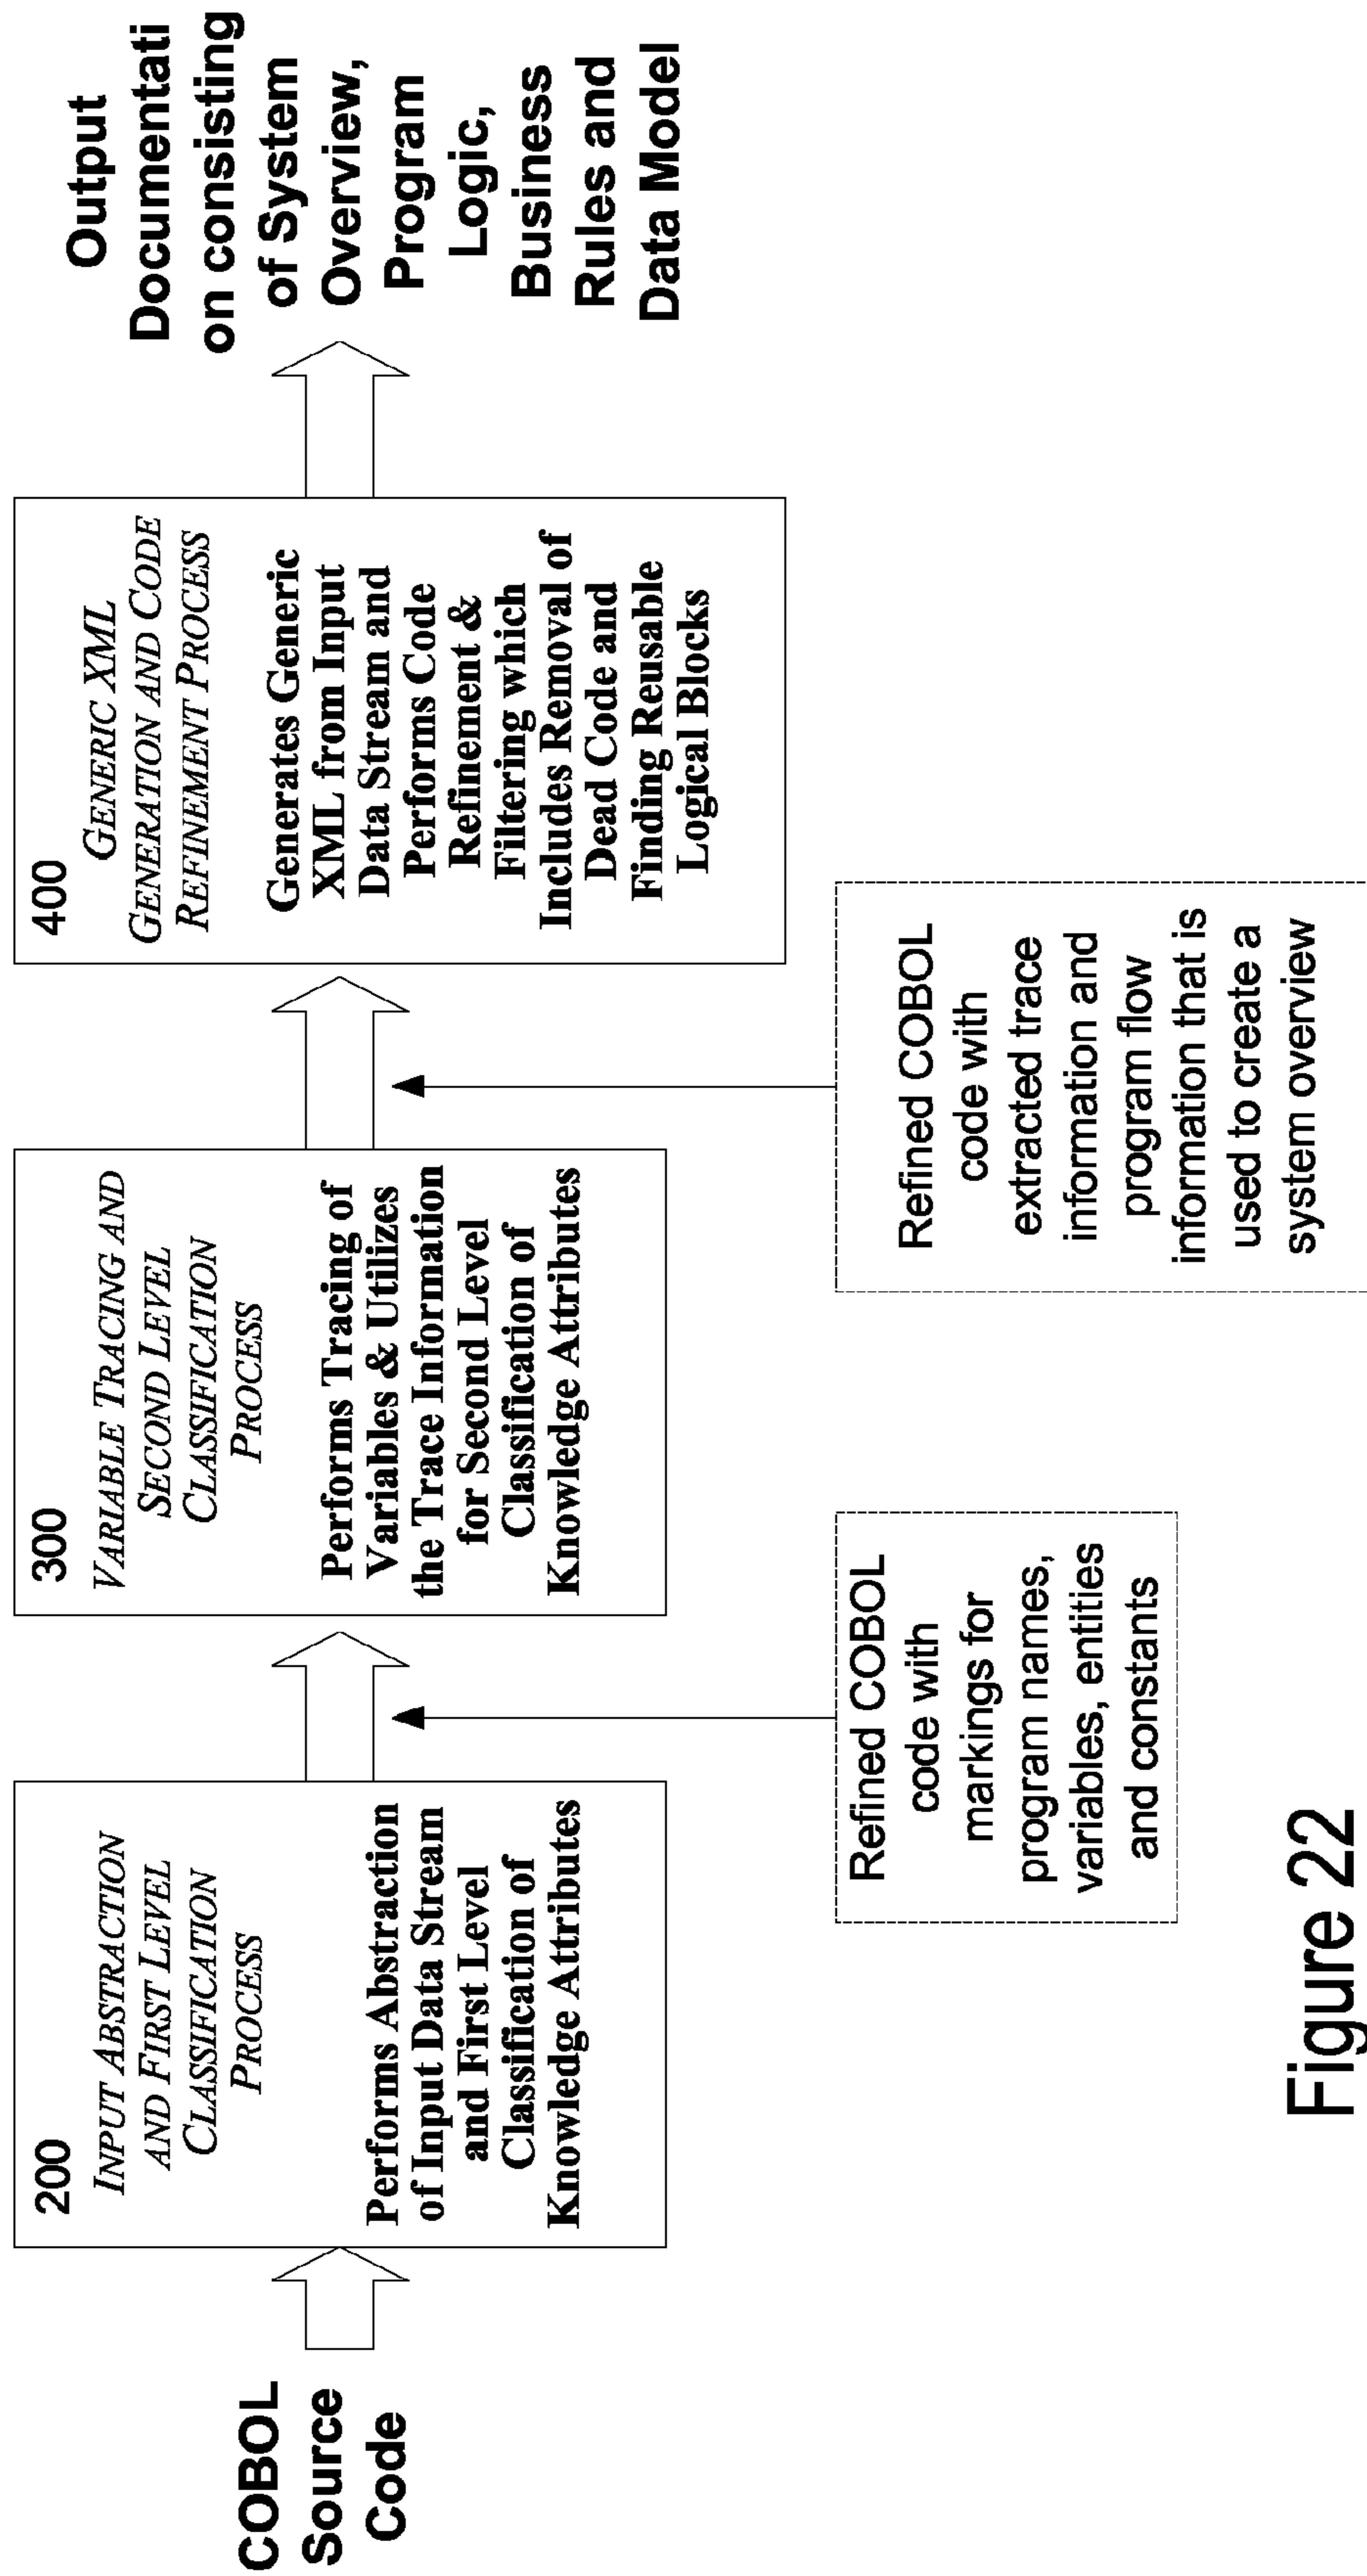 COBOL
Source
Code
200
INPUT ABSTRACTION
AND FIRST LEVEL
CLASSIFICATION
PROCESS
Performs Abstraction
of Input Data Stream
and First Level
Classification of
Knowledge Attributes
Refined COBOL
code with
markings for
program names,
variables, entities
and constants
300
VARIABLE TRACING AND
SECOND LEVEL
CLASSIFICATION
PROCESS
Performs Tracing of
Variables & Utilizes
the Trace Information
for Second Level
Classification of
Knowledge Attributes
Refined COBOL
code with
extracted trace
information and
program flow
information that is
used to create a
system overview
400
GENERIC XML
GENERATION AND CODE
REFINEMENT PROCESS
Generates Generic
XML from Input
Data Stream and
Performs Code
Refinement &
Filtering which
Includes Removal of
Dead Code and
Finding Reusable
Logical Blocks
Output
Documentati
on consisting
of System
Overview,
Program
Logic,
Business
Rules and
Data Model
Figure 22